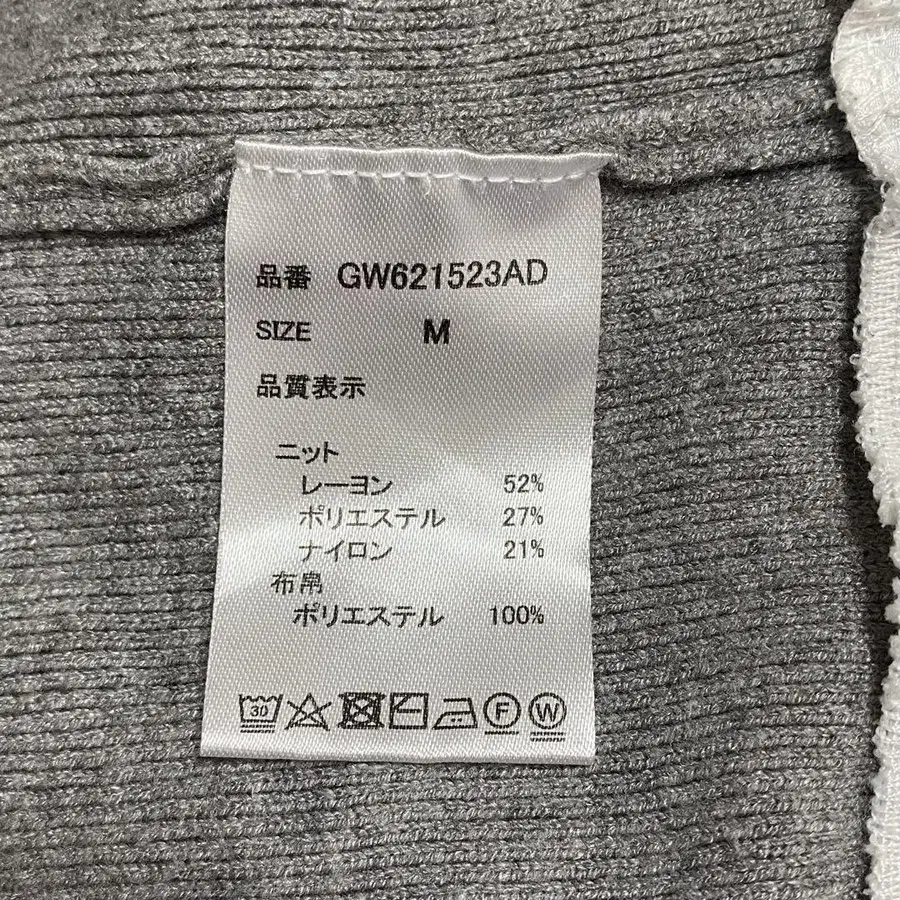 品番 GW621523AD
SIZE M
品質表示
ニット
レーヨン 52%
ポリエステル 27%
ナイロン 21%
布帛
ポリエステル 100%
30 F W